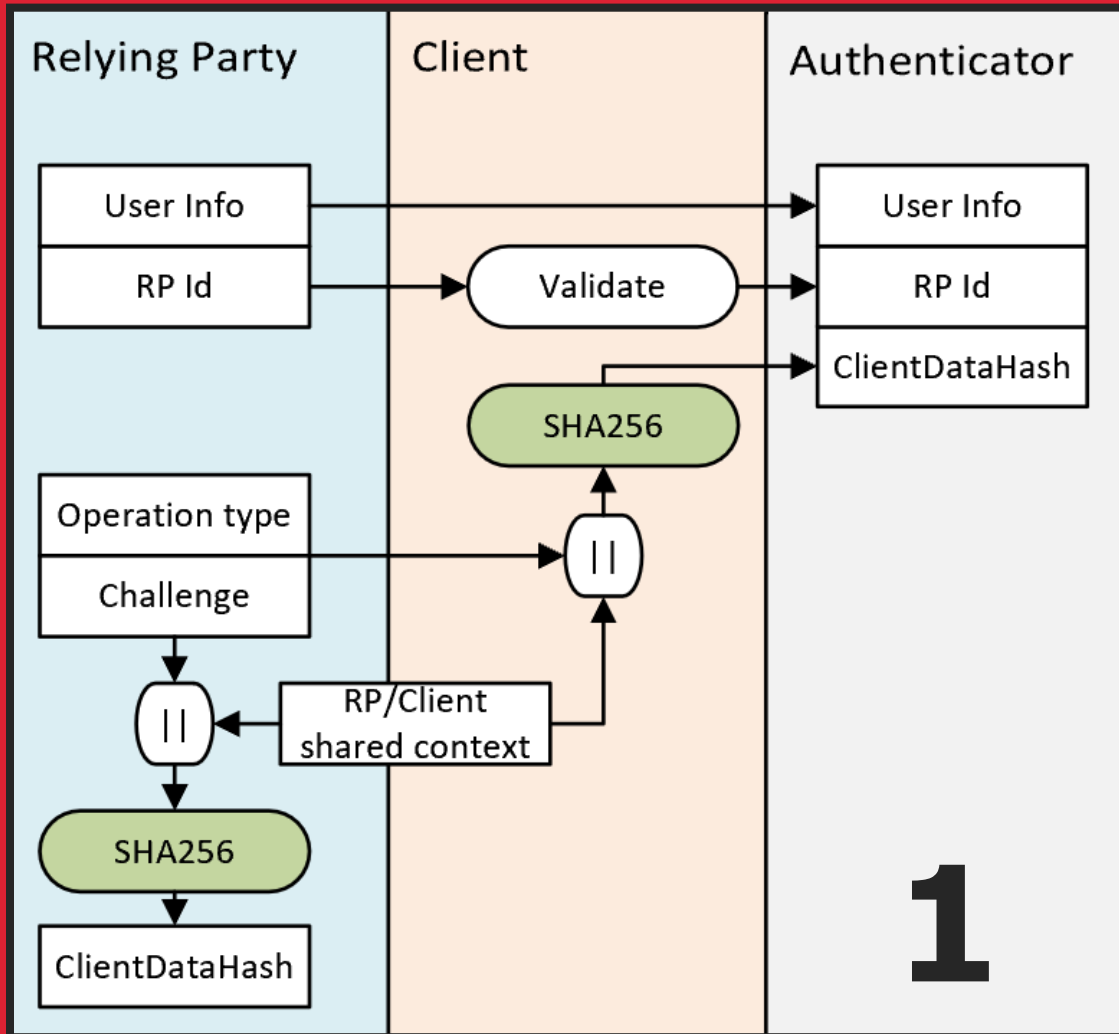 Relying Party
Client
Authenticator
User Info
User Info
RP Id
Validate
RP Id
ClientDataHash
SHA256
Operation type
||
Challenge
RP/Client
shared context
||
SHA256
ClientDataHash
1